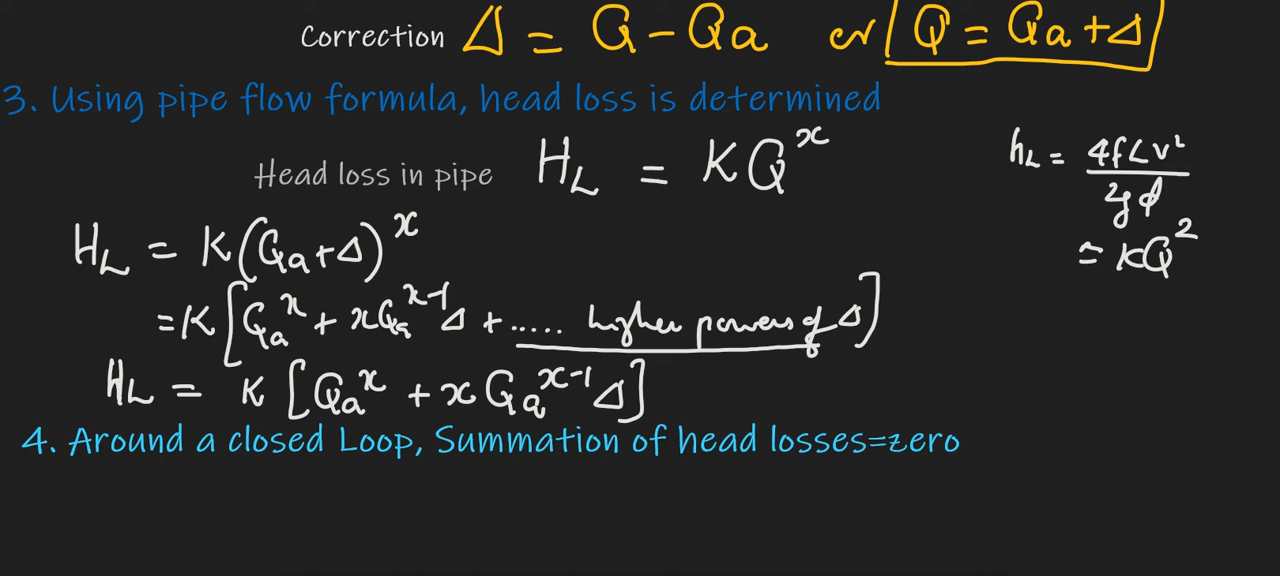 Correction Δ = Q - Qa or Q = Qa + Δ
3. Using pipe flow formula, head loss is determined
Head loss in pipe H_L = KQ^x
h_L = 4fLv²/2gd
= KQ²
H_L = K(Qa+Δ)^x
= K[Qa^x + xQa^(x-1) Δ + ..... higher powers of Δ]
H_L = K[Qa^x + xQa^(x-1) Δ]
4. Around a closed Loop, Summation of head losses=zero